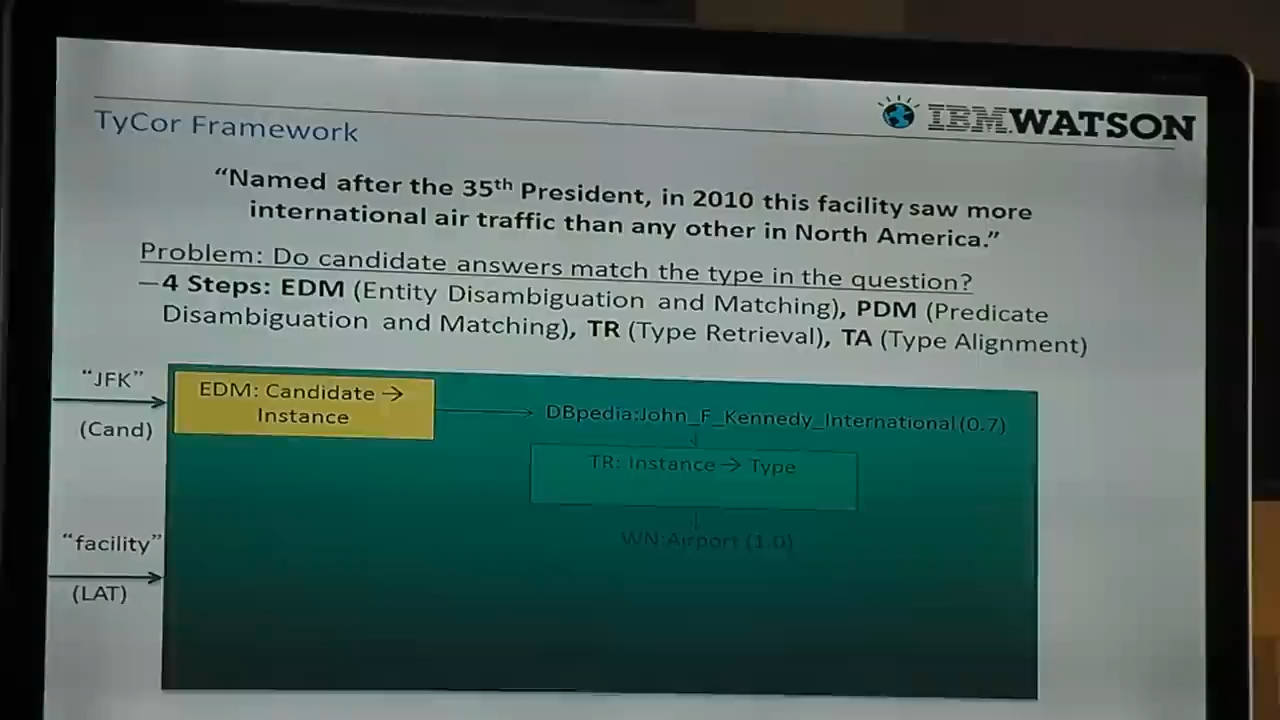 IBM WATSON
TyCor Framework
“Named after the 35th President, in 2010 this facility saw more
international air traffic than any other in North America.”
Problem: Do candidate answers match the type in the question?
–4 Steps: EDM (Entity Disambiguation and Matching), PDM (Predicate
Disambiguation and Matching), TR (Type Retrieval), TA (Type Alignment)
“JFK”
(Cand)
EDM: Candidate →
Instance
DBpedia:John_F_Kennedy_International(0.7)
TR: Instance → Type
WN:Airport (1.0)
“facility”
(LAT)